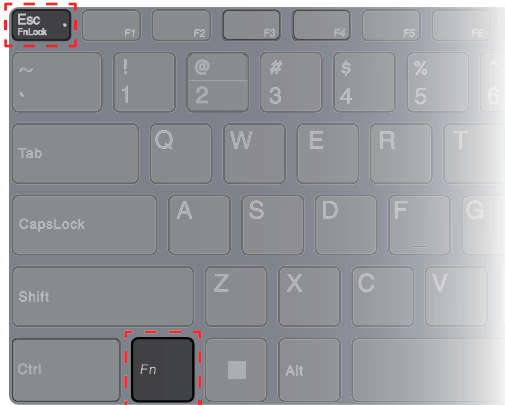 Esc
FnLock
F1
F2
F3
F4
F5
F6
~
`
!
1
@
2
#
3
$
4
%
5
^
6
Tab
Q
W
E
R
T
CapsLock
A
S
D
F
G
Shift
Z
X
C
V
Ctrl
Fn
Alt